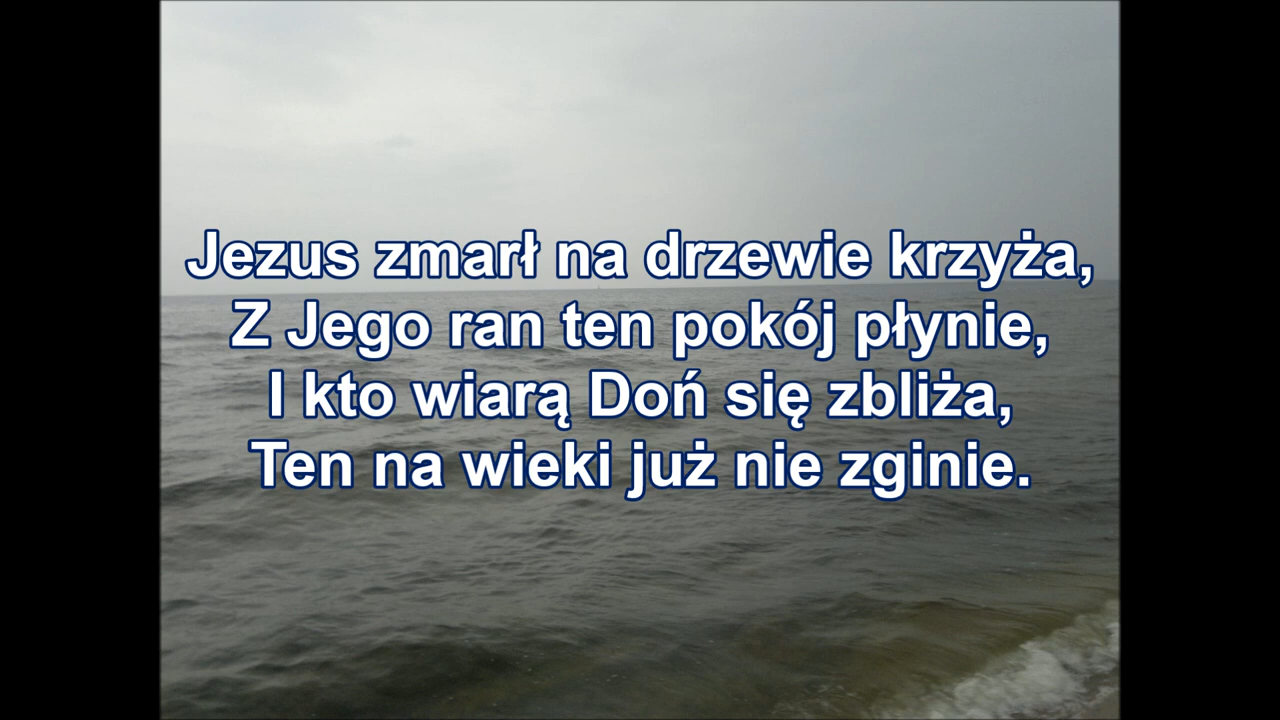 Jezus zmarł na drzewie krzyża,
Z Jego ran ten pokój płynie,
I kto wiarą Doń się zbliża,
Ten na wieki już nie zginie.